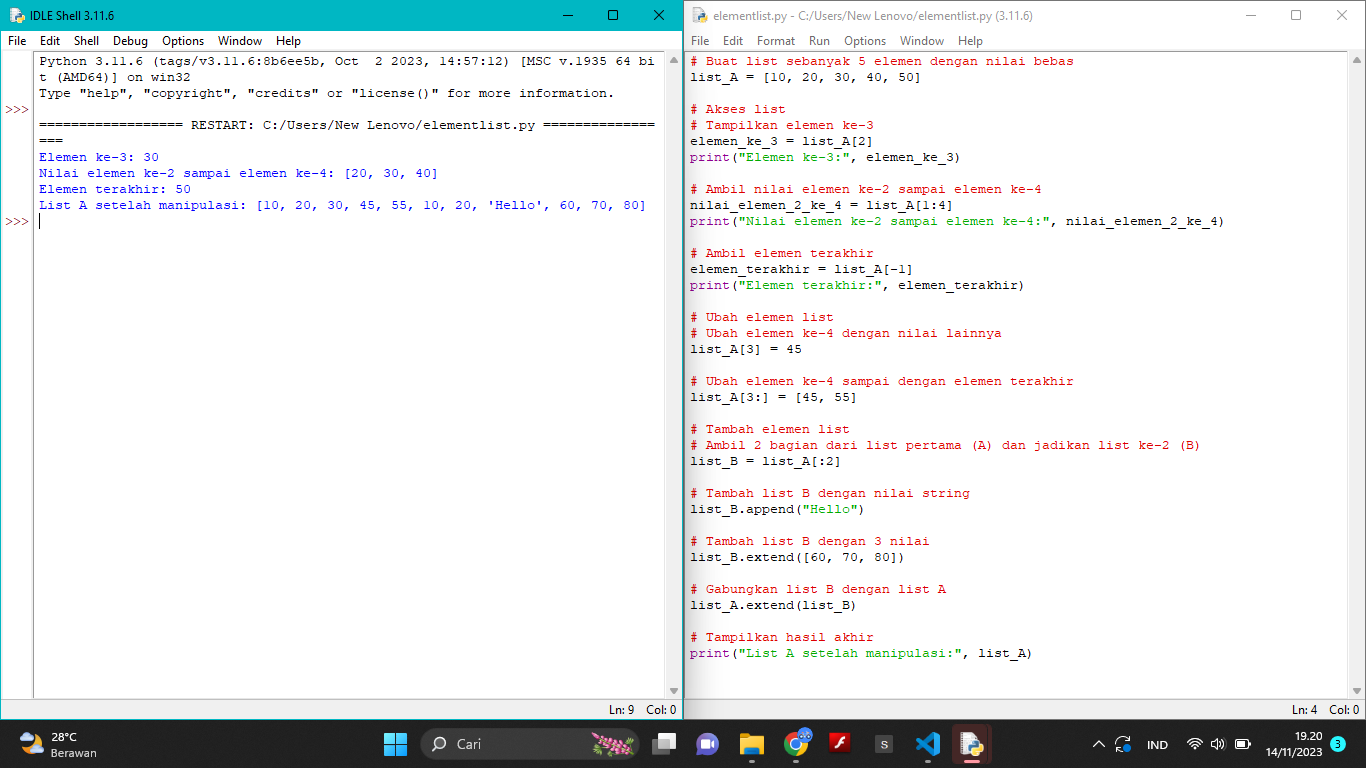 IDLE Shell 3.11.6
File Edit Shell Debug Options Window Help
Python 3.11.6 (tags/v3.11.6:8b6ee5b, Oct  2 2023, 14:57:12) [MSC v.1935 64 bi
t (AMD64)] on win32
Type "help", "copyright", "credits" or "license()" for more information.
>>>
================== RESTART: C:/Users/New Lenovo/elementlist.py ==============
===
Elemen ke-3: 30
Nilai elemen ke-2 sampai elemen ke-4: [20, 30, 40]
Elemen terakhir: 50
List A setelah manipulasi: [10, 20, 30, 45, 55, 10, 20, 'Hello', 60, 70, 80]
>>>
Ln: 9 Col: 0
elementlist.py - C:/Users/New Lenovo/elementlist.py (3.11.6)
File Edit Format Run Options Window Help
# Buat list sebanyak 5 elemen dengan nilai bebas
list_A = [10, 20, 30, 40, 50]
# Akses list
# Tampilkan elemen ke-3
elemen_ke_3 = list_A[2]
print("Elemen ke-3:", elemen_ke_3)
# Ambil nilai elemen ke-2 sampai elemen ke-4
nilai_elemen_2_ke_4 = list_A[1:4]
print("Nilai elemen ke-2 sampai elemen ke-4:", nilai_elemen_2_ke_4)
# Ambil elemen terakhir
elemen_terakhir = list_A[-1]
print("Elemen terakhir:", elemen_terakhir)
# Ubah elemen list
# Ubah elemen ke-4 dengan nilai lainnya
list_A[3] = 45
# Ubah elemen ke-4 sampai dengan elemen terakhir
list_A[3:] = [45, 55]
# Tambah elemen list
# Ambil 2 bagian dari list pertama (A) dan jadikan list ke-2 (B)
list_B = list_A[:2]
# Tambah list B dengan nilai string
list_B.append("Hello")
# Tambah list B dengan 3 nilai
list_B.extend([60, 70, 80])
# Gabungkan list B dengan list A
list_A.extend(list_B)
# Tampilkan hasil akhir
print("List A setelah manipulasi:", list_A)
Ln: 4 Col: 0
28°C
Berawan
Cari
S
IND
19.20
14/11/2023
3